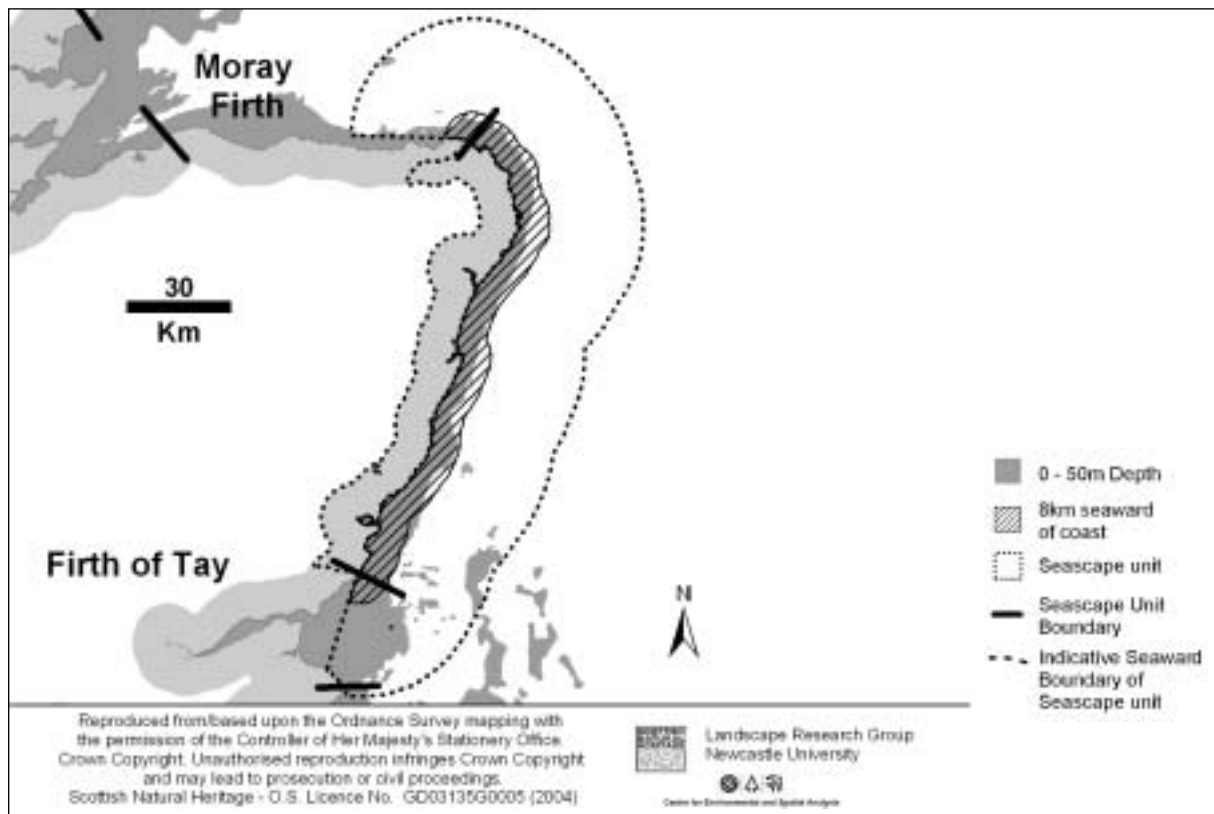 Moray
Firth
30
Km
Firth of Tay
N
0 - 50m Depth
8km seaward
of coast
Seascape unit
Seascape Unit
Boundary
Indicative Seaward
Boundary of
Seascape unit
Reproduced from/based upon the Ordnance Survey mapping with
the permission of the Controller of Her Majesty's Stationery Office.
Crown Copyright. Unauthorised reproduction infringes Crown Copyright
and may lead to prosecution or civil proceedings.
Scottish Natural Heritage - O.S. Licence No. GD03135G0005 (2004)
Landscape Research Group
Newcastle University
Centre for Environmental and Spatial Analysis